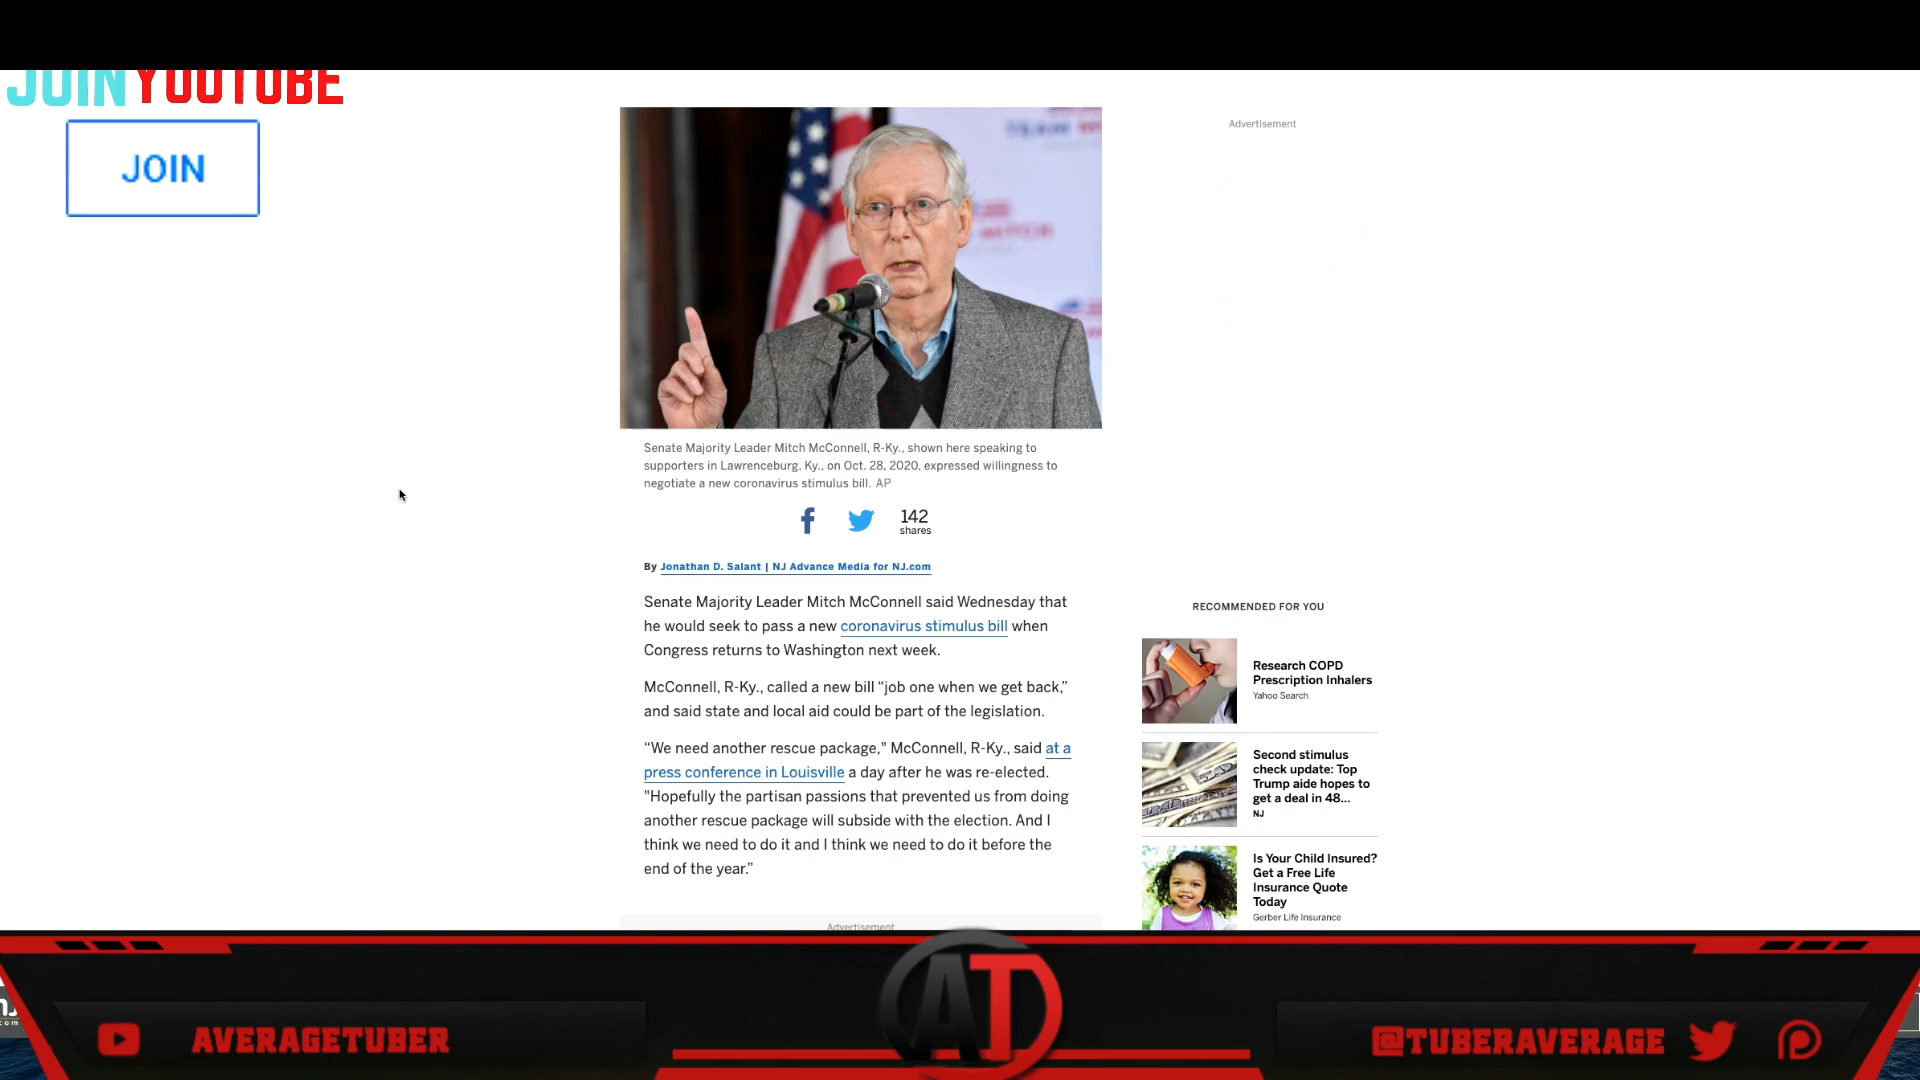 JOIN YOUTUBE
JOIN
TEAM
MITCH
Advertisement
Senate Majority Leader Mitch McConnell, R-Ky., shown here speaking to
supporters in Lawrenceburg, Ky., on Oct. 28, 2020, expressed willingness to
negotiate a new coronavirus stimulus bill. AP
142
shares
By Jonathan D. Salant | NJ Advance Media for NJ.com
Senate Majority Leader Mitch McConnell said Wednesday that
he would seek to pass a new coronavirus stimulus bill when
Congress returns to Washington next week.
McConnell, R-Ky., called a new bill “job one when we get back,”
and said state and local aid could be part of the legislation.
“We need another rescue package," McConnell, R-Ky., said at a
press conference in Louisville a day after he was re-elected.
"Hopefully the partisan passions that prevented us from doing
another rescue package will subside with the election. And I
think we need to do it and I think we need to do it before the
end of the year.”
Advertisement
RECOMMENDED FOR YOU
Research COPD
Prescription Inhalers
Yahoo Search
Second stimulus
check update: Top
Trump aide hopes to
get a deal in 48...
NJ
Is Your Child Insured?
Get a Free Life
Insurance Quote
Today
Gerber Life Insurance
AT
AVERAGETUBER
@TUBERAVERAGE